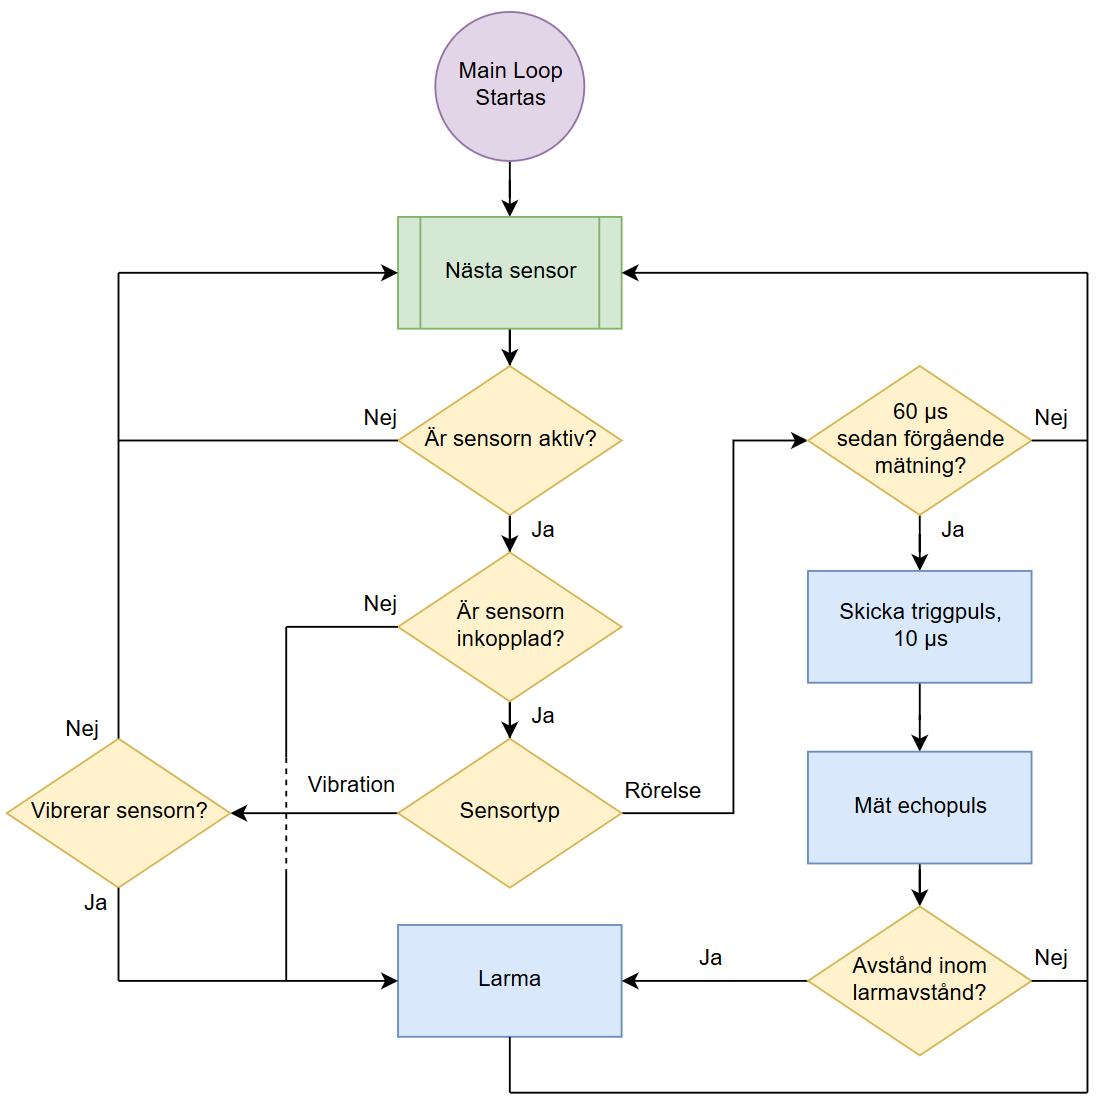 Main Loop
Startas
Nästa sensor
Nej
Är sensorn aktiv?
60 µs
sedan förgående
mätning?
Nej
Ja
Ja
Nej
Är sensorn
inkopplad?
Skicka triggpuls,
10 µs
Ja
Nej
Vibrerar sensorn?
Vibration
Sensortyp
Rörelse
Mät echopuls
Ja
Larma
Ja
Avstånd inom
larmavstånd?
Nej